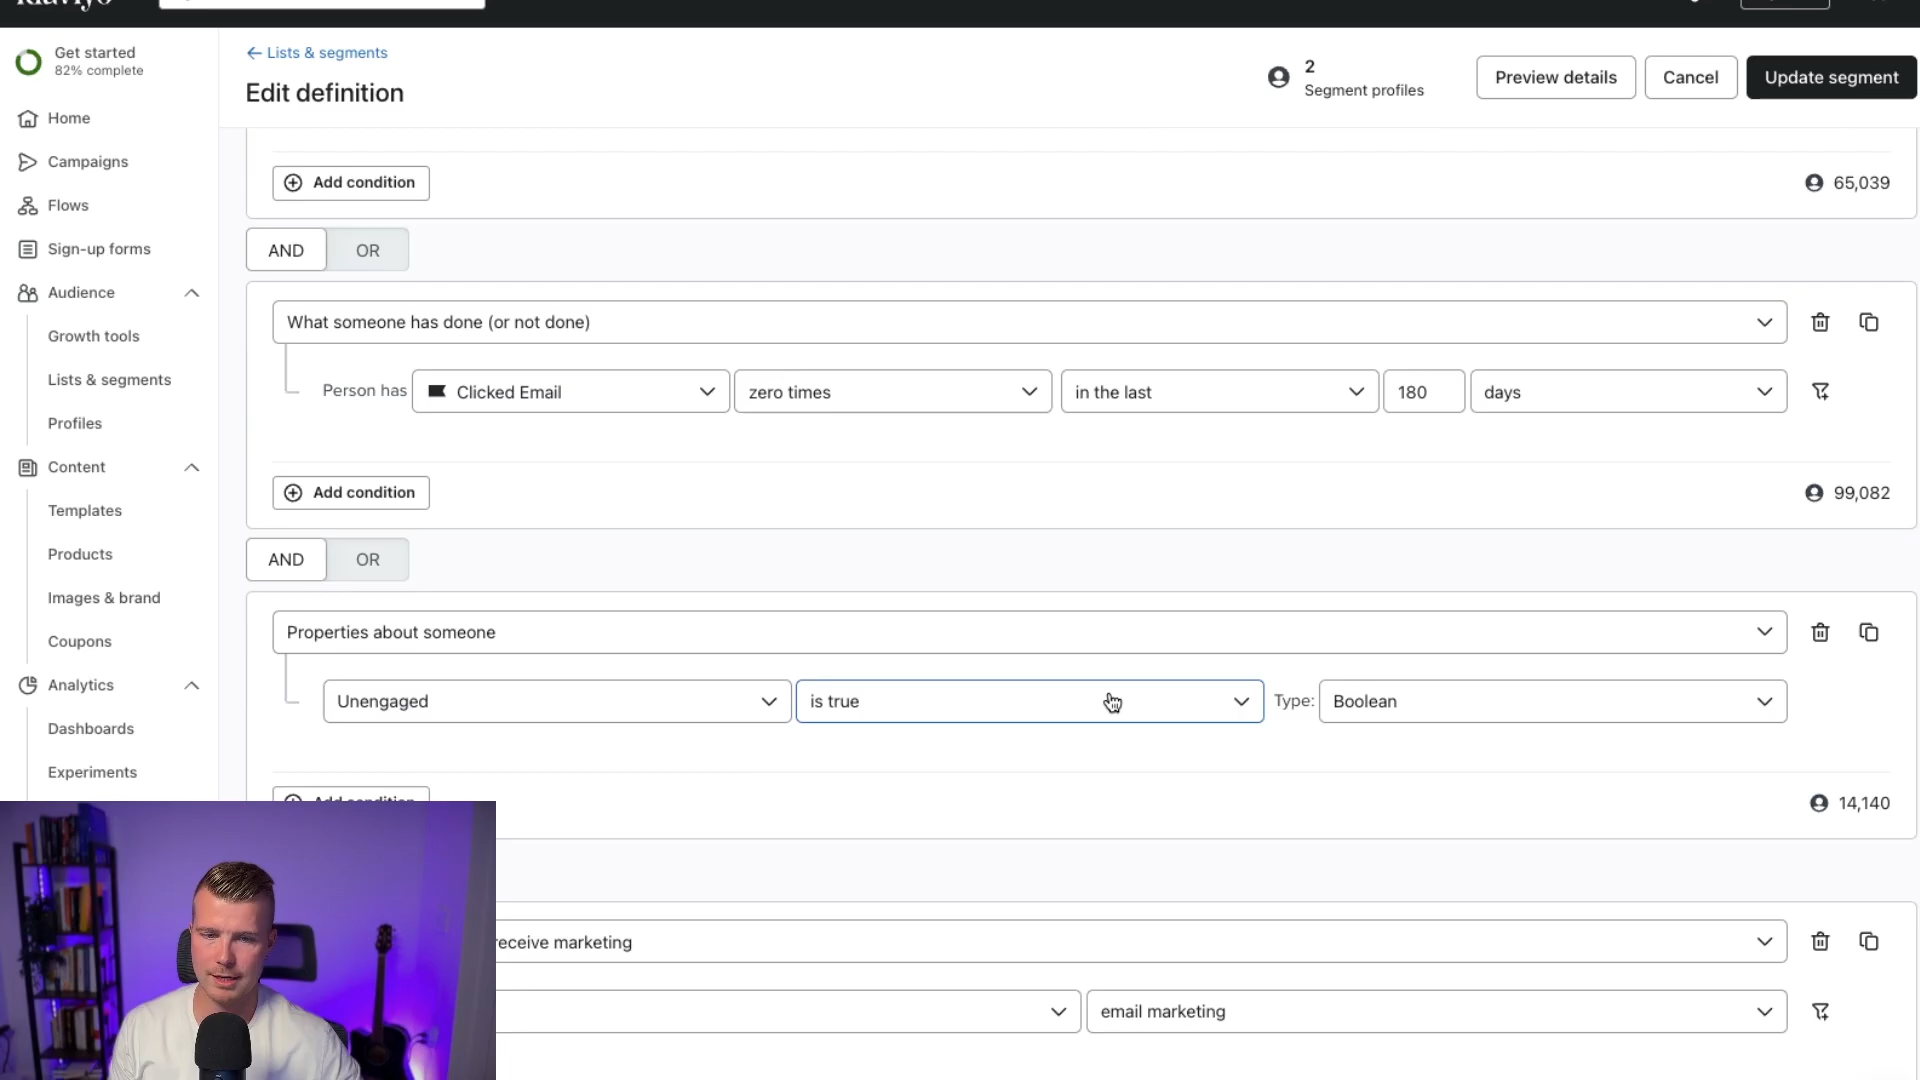 klaviyo
Get started
82% complete
Home
Campaigns
Flows
Sign-up forms
Audience
Growth tools
Lists & segments
Profiles
Content
Templates
Products
Images & brand
Coupons
Analytics
Dashboards
Experiments
← Lists & segments
Edit definition
2
Segment profiles
Preview details
Cancel
Update segment
Add condition
65,039
AND OR
What someone has done (or not done)
Person has Clicked Email zero times in the last 180 days
Add condition
99,082
AND OR
Properties about someone
Unengaged is true Type: Boolean
Add condition
14,140
receive marketing
email marketing